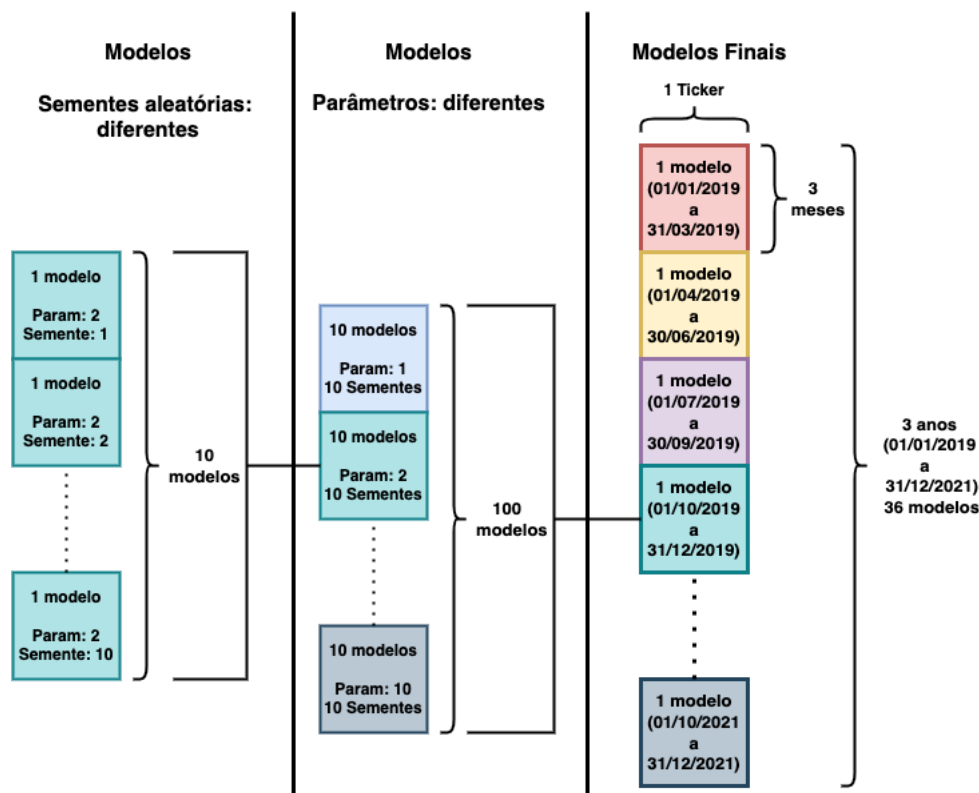 Modelos
Sementes aleatórias:
diferentes
1 modelo
Param: 2
Semente: 1
1 modelo
Param: 2
Semente: 2
1 modelo
Param: 2
Semente: 10
10
modelos
Modelos
Parâmetros: diferentes
10 modelos
Param: 1
10 Sementes
10 modelos
Param: 2
10 Sementes
10 modelos
Param: 10
10 Sementes
100
modelos
Modelos Finais
1 Ticker
1 modelo
(01/01/2019
a
31/03/2019)
3
meses
1 modelo
(01/04/2019
a
30/06/2019)
1 modelo
(01/07/2019
a
30/09/2019)
1 modelo
(01/10/2019
a
31/12/2019)
1 modelo
(01/10/2021
a
31/12/2021)
3 anos
(01/01/2019
a
31/12/2021)
36 modelos